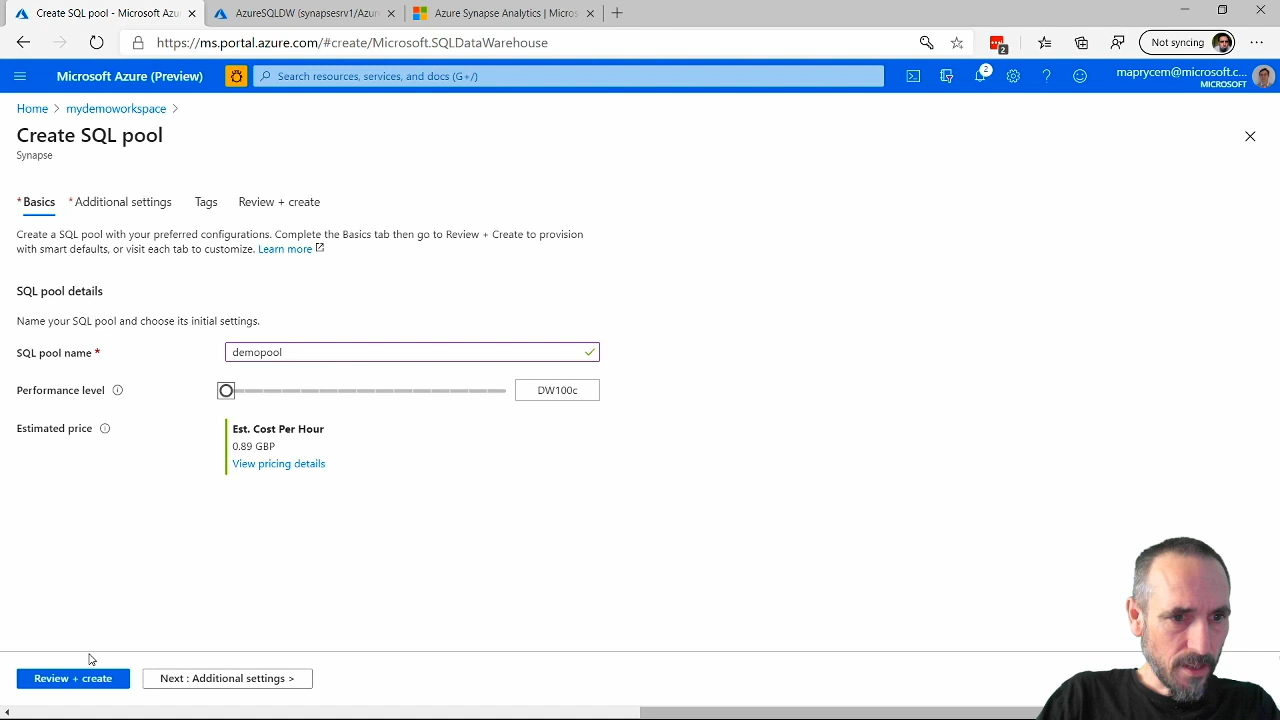 Create SQL pool - Microsoft Azu
AzureSQLDW (synapsesrv1/Azur
Azure Synapse Analytics | Micros
https://ms.portal.azure.com/#create/Microsoft.SQLDataWarehouse
2
Not syncing
Microsoft Azure (Preview)
Search resources, services, and docs (G+/)
2
maprycem@microsoft.c...
MICROSOFT
Home > mydemoworkspace >
Create SQL pool
Synapse
* Basics * Additional settings Tags Review + create
Create a SQL pool with your preferred configurations. Complete the Basics tab then go to Review + Create to provision
with smart defaults, or visit each tab to customize. Learn more
SQL pool details
Name your SQL pool and choose its initial settings.
SQL pool name *
demopool
Performance level
DW100c
Estimated price
Est. Cost Per Hour
0.89 GBP
View pricing details
Review + create
Next : Additional settings >